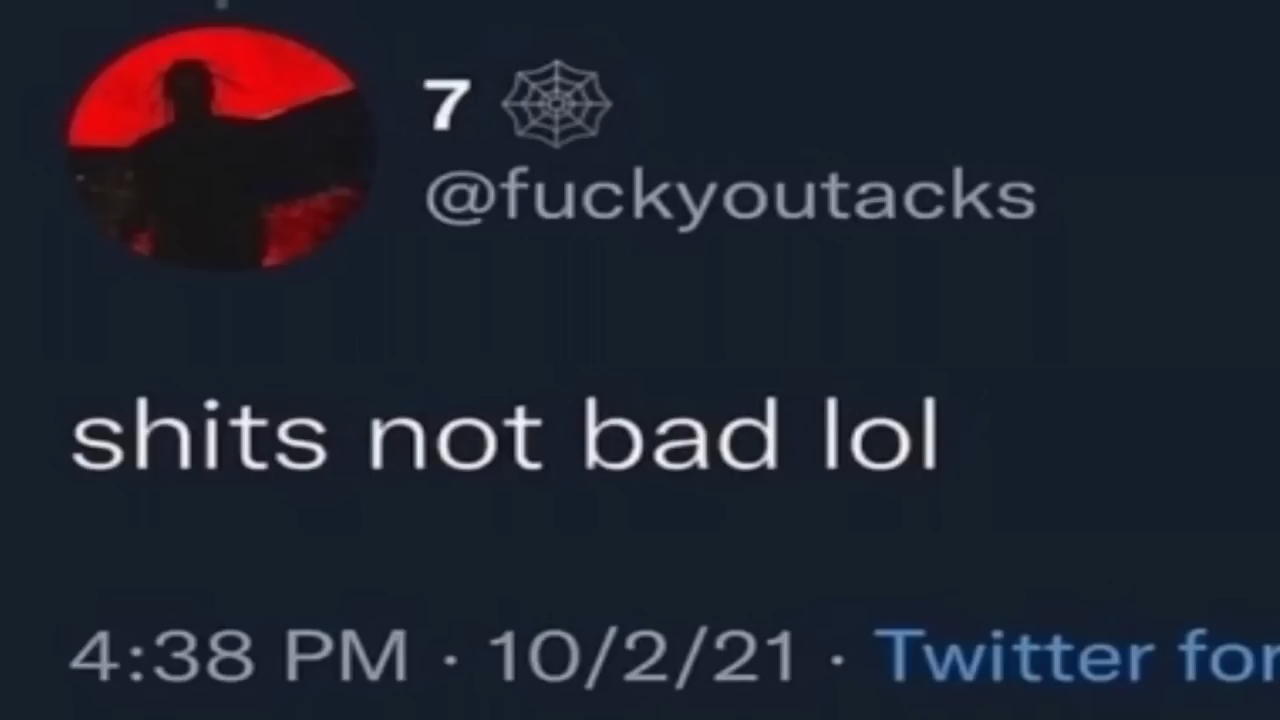 7 🕸
@fuckyoutacks
shits not bad lol
4:38 PM · 10/2/21 · Twitter for